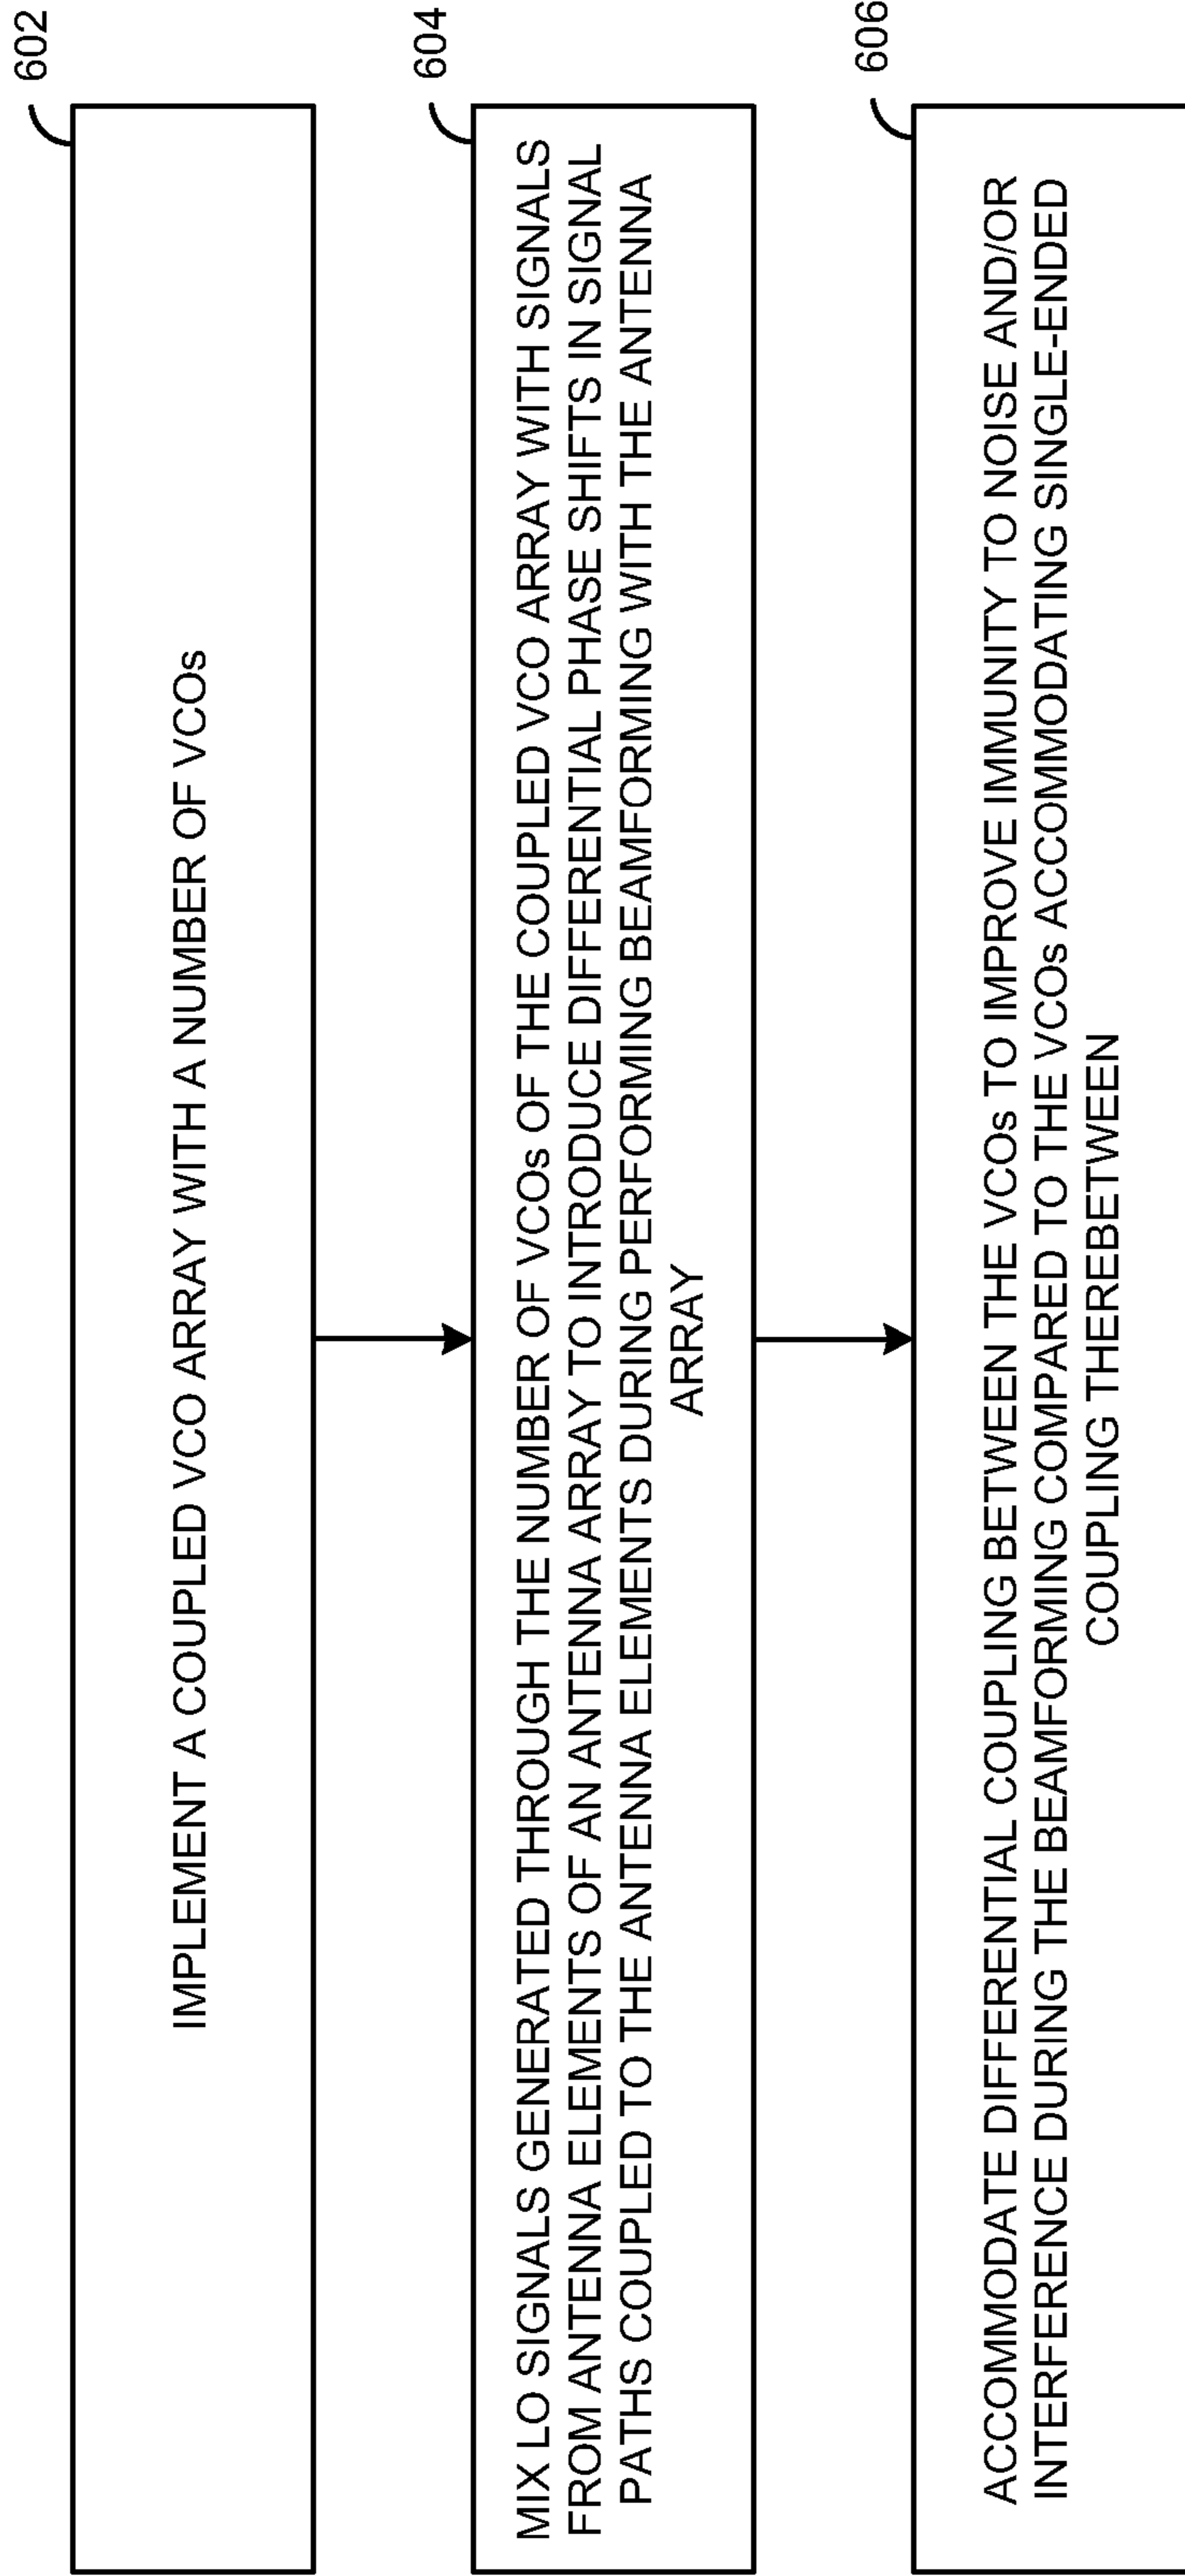 602
IMPLEMENT A COUPLED VCO ARRAY WITH A NUMBER OF VCOs
604
MIX LO SIGNALS GENERATED THROUGH THE NUMBER OF VCOs OF THE COUPLED VCO ARRAY WITH SIGNALS
FROM ANTENNA ELEMENTS OF AN ANTENNA ARRAY TO INTRODUCE DIFFERENTIAL PHASE SHIFTS IN SIGNAL
PATHS COUPLED TO THE ANTENNA ELEMENTS DURING PERFORMING BEAMFORMING WITH THE ANTENNA
ARRAY
606
ACCOMMODATE DIFFERENTIAL COUPLING BETWEEN THE VCOs TO IMPROVE IMMUNITY TO NOISE AND/OR
INTERFERENCE DURING THE BEAMFORMING COMPARED TO THE VCOs ACCOMMODATING SINGLE-ENDED
COUPLING THEREBETWEEN